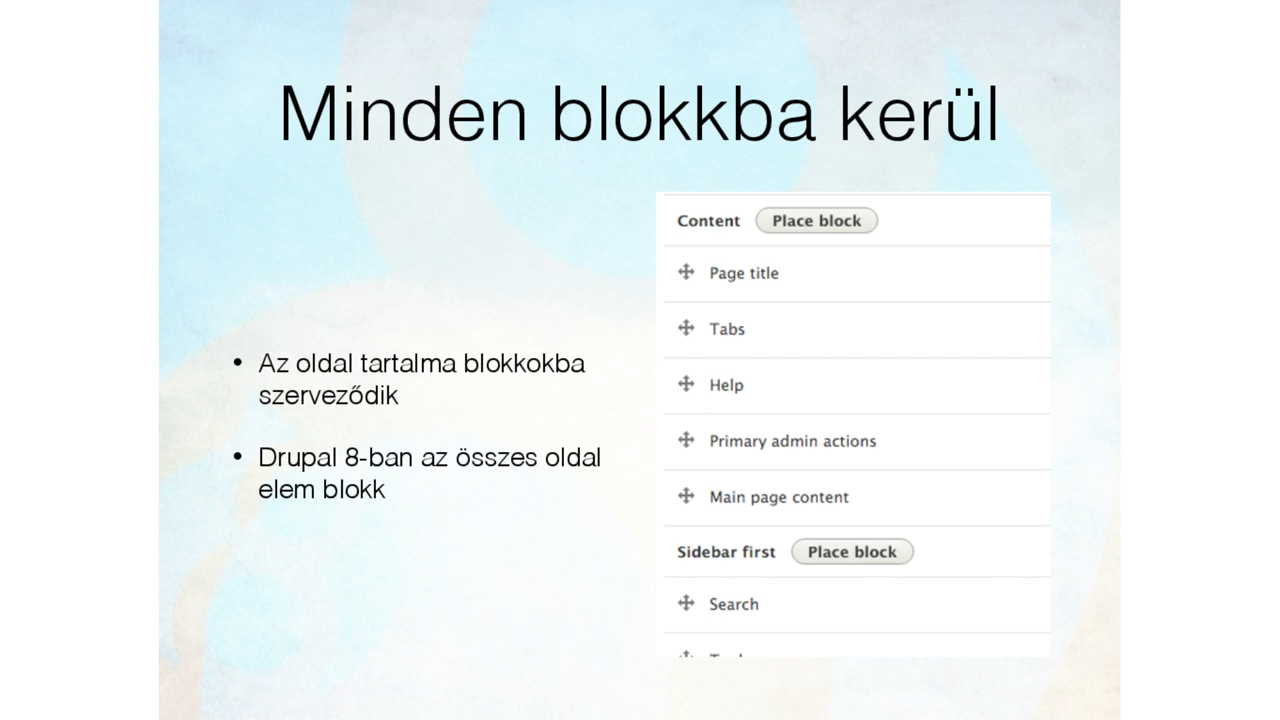 Minden blokkba kerül
• Az oldal tartalma blokkokba
szerveződik
• Drupal 8-ban az összes oldal
elem blokk
Content Place block
Page title
Tabs
Help
Primary admin actions
Main page content
Sidebar first Place block
Search